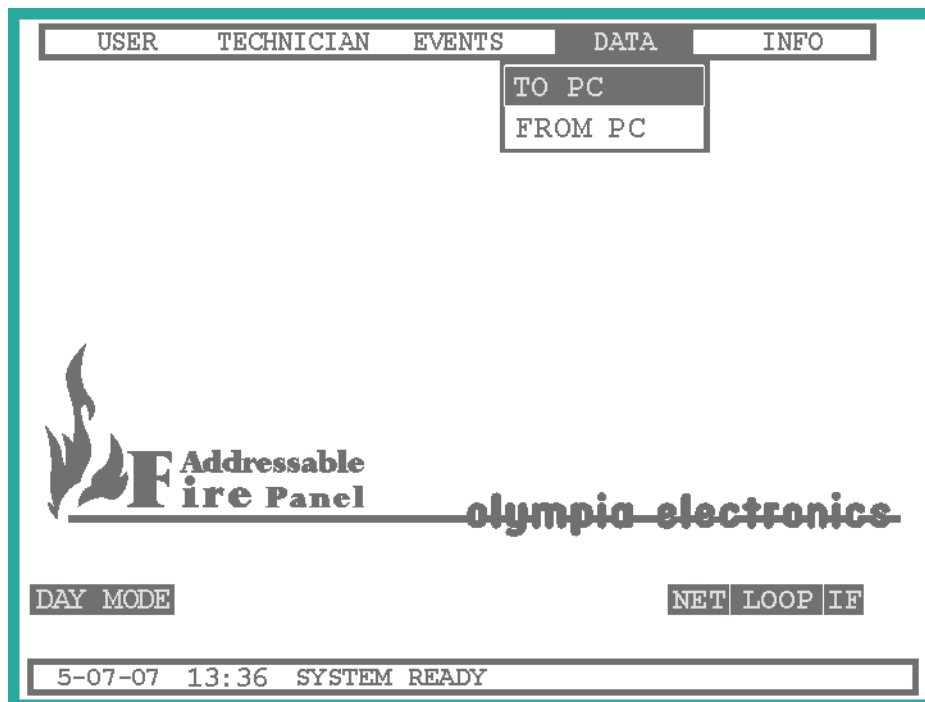 USER TECHNICIAN EVENTS DATA INFO
TO PC
FROM PC
Addressable
Fire Panel
olympia electronics
DAY MODE NET LOOP IF
5-07-07 13:36 SYSTEM READY